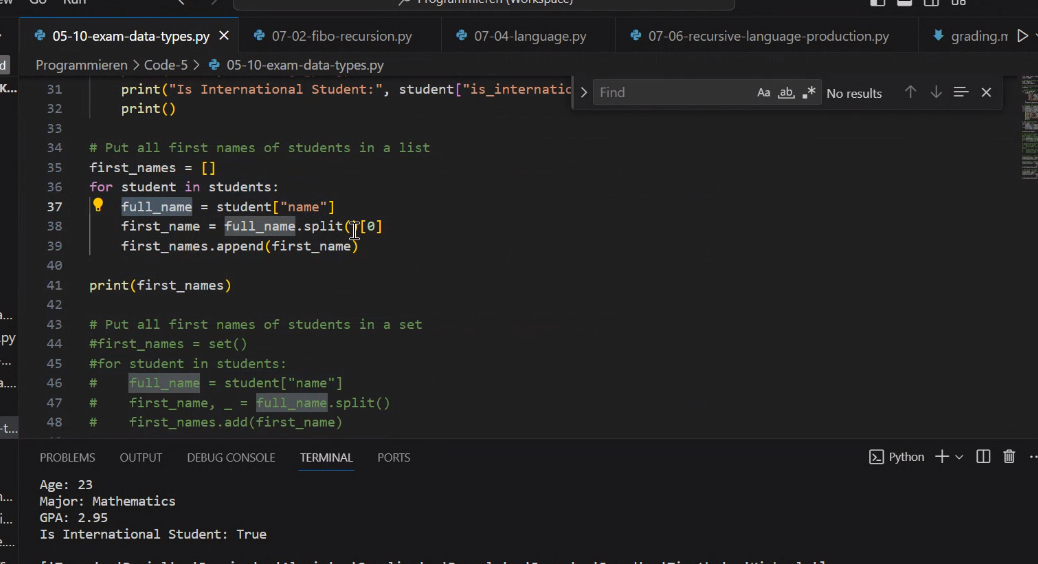 Go Run Programmieren (Workspace)
05-10-exam-data-types.py 07-02-fibo-recursion.py 07-04-language.py 07-06-recursive-language-production.py grading.m
Programmieren > Code-5 > 05-10-exam-data-types.py
Find Aa ab .* No results
31 print("Is International Student:", student["is_internatio
32 print()
33
34 # Put all first names of students in a list
35 first_names = []
36 for student in students:
37 full_name = student["name"]
38 first_name = full_name.split()[0]
39 first_names.append(first_name)
40
41 print(first_names)
42
43 # Put all first names of students in a set
44 #first_names = set()
45 #for student in students:
46 # full_name = student["name"]
47 # first_name, _ = full_name.split()
48 # first_names.add(first_name)
PROBLEMS OUTPUT DEBUG CONSOLE TERMINAL PORTS Python
Age: 23
Major: Mathematics
GPA: 2.95
Is International Student: True